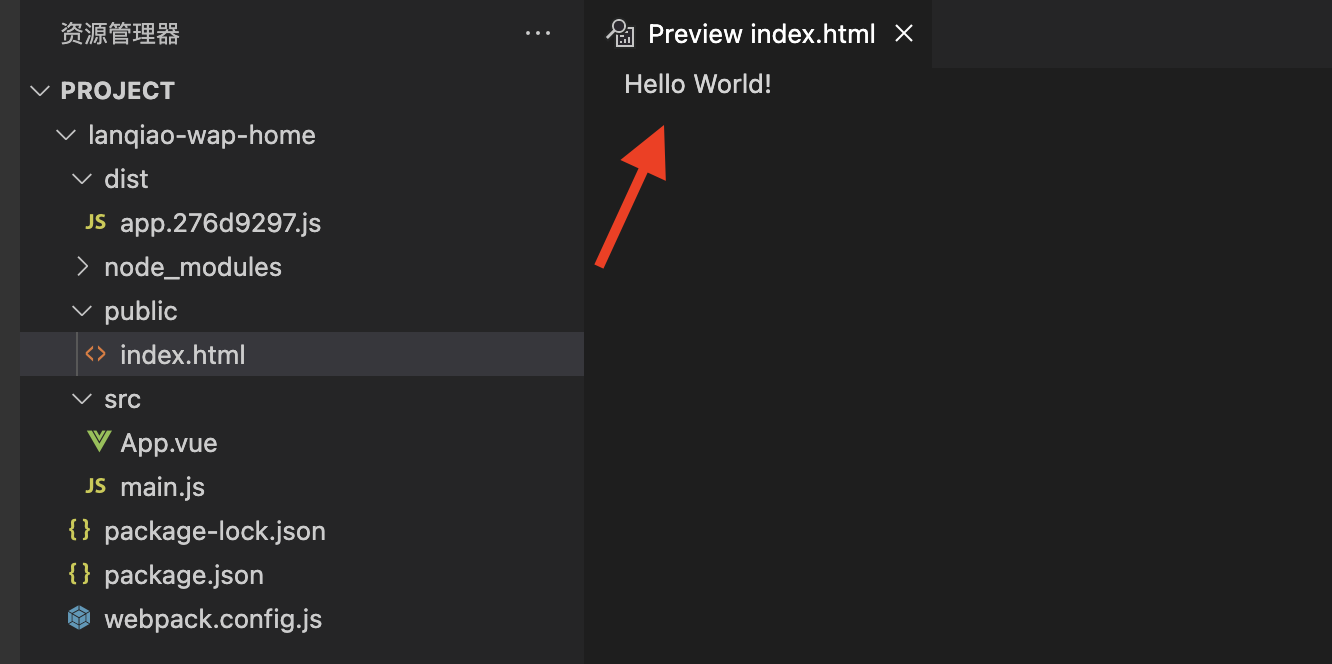 资源管理器
PROJECT
lanqiao-wap-home
dist
JS app.276d9297.js
node_modules
public
<> index.html
src
App.vue
JS main.js
{} package-lock.json
{} package.json
webpack.config.js
Preview index.html
Hello World!